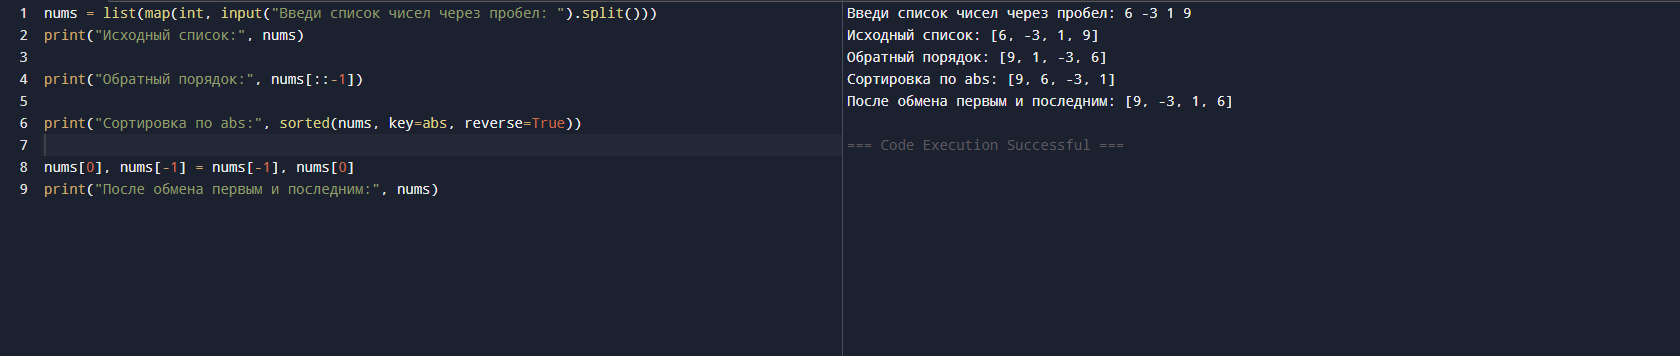 1 nums = list(map(int, input("Введи список чисел через пробел: ").split()))
2 print("Исходный список:", nums)
3
4 print("Обратный порядок:", nums[::-1])
5
6 print("Сортировка по abs:", sorted(nums, key=abs, reverse=True))
7
8 nums[0], nums[-1] = nums[-1], nums[0]
9 print("После обмена первым и последним:", nums)
Введи список чисел через пробел: 6 -3 1 9
Исходный список: [6, -3, 1, 9]
Обратный порядок: [9, 1, -3, 6]
Сортировка по abs: [9, 6, -3, 1]
После обмена первым и последним: [9, -3, 1, 6]
=== Code Execution Successful ===